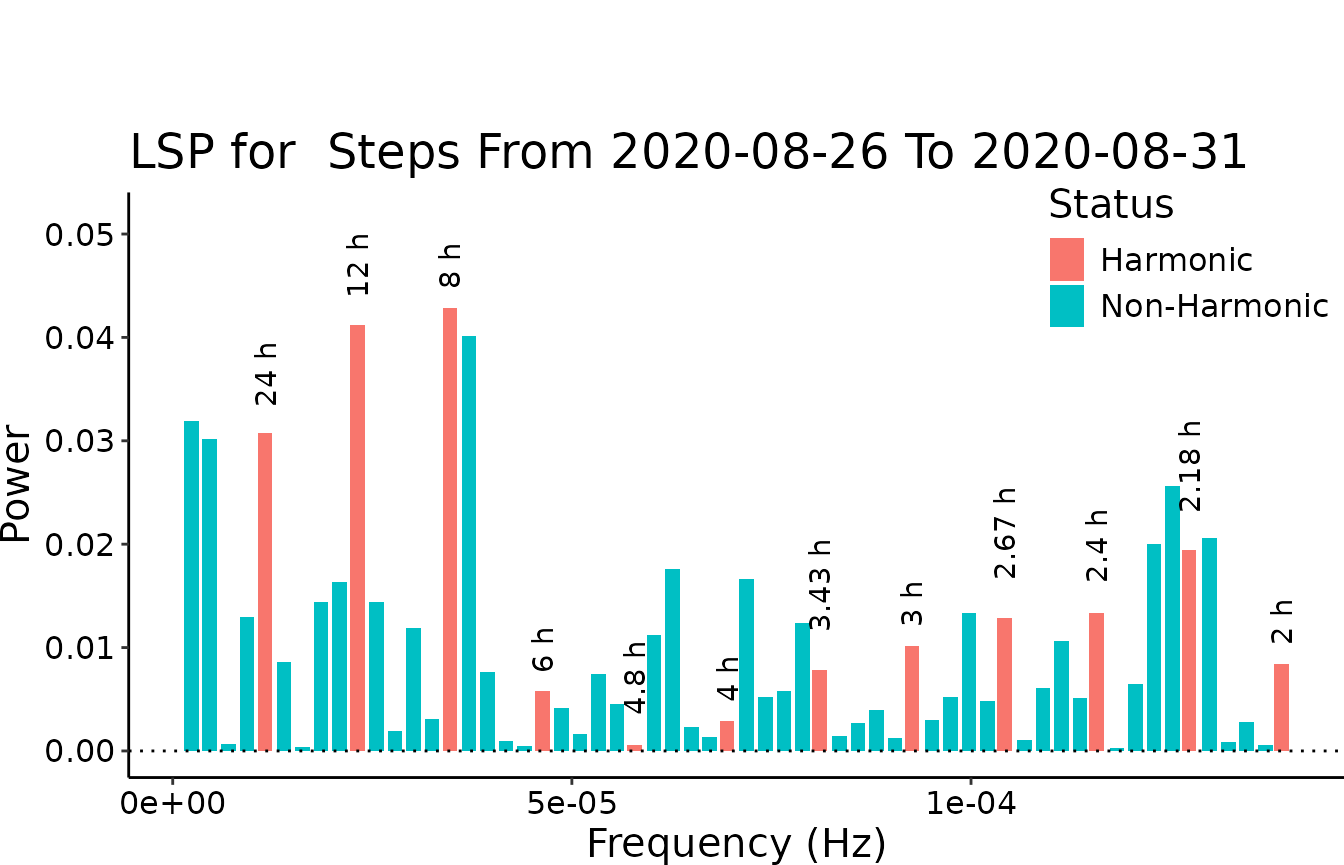 LSP for  Steps From 2020-08-26 To 2020-08-31
Status
Harmonic
Non-Harmonic
Power
0.05
0.04
0.03
0.02
0.01
0.00
24 h
12 h
8 h
6 h
4.8 h
4 h
3.43 h
3 h
2.67 h
2.4 h
2.18 h
2 h
0e+00
5e-05
1e-04
Frequency (Hz)